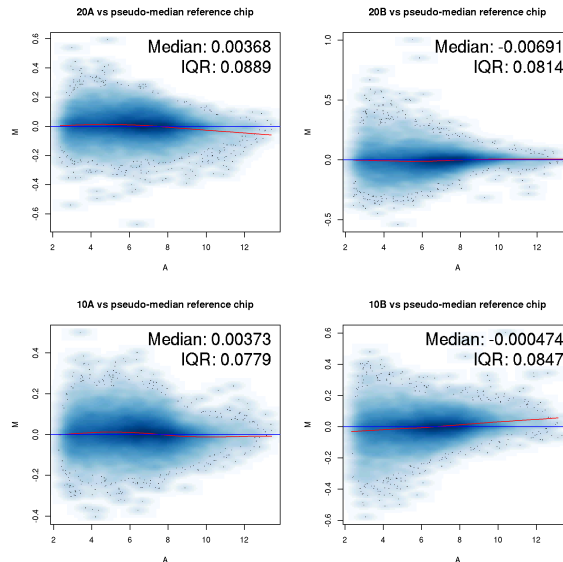 20A vs pseudo-median reference chip
Median: 0.00368
IQR: 0.0889
M
0.6
0.4
0.2
0.0
-0.2
-0.4
-0.6
2 4 6 8 10 12
A
20B vs pseudo-median reference chip
Median: -0.00691
IQR: 0.0814
M
1.0
0.5
0.0
-0.5
2 4 6 8 10 12
A
10A vs pseudo-median reference chip
Median: 0.00373
IQR: 0.0779
M
0.4
0.2
0.0
-0.2
-0.4
2 4 6 8 10 12
A
10B vs pseudo-median reference chip
Median: -0.000474
IQR: 0.0847
M
0.6
0.4
0.2
0.0
-0.2
-0.4
-0.6
2 4 6 8 10 12
A